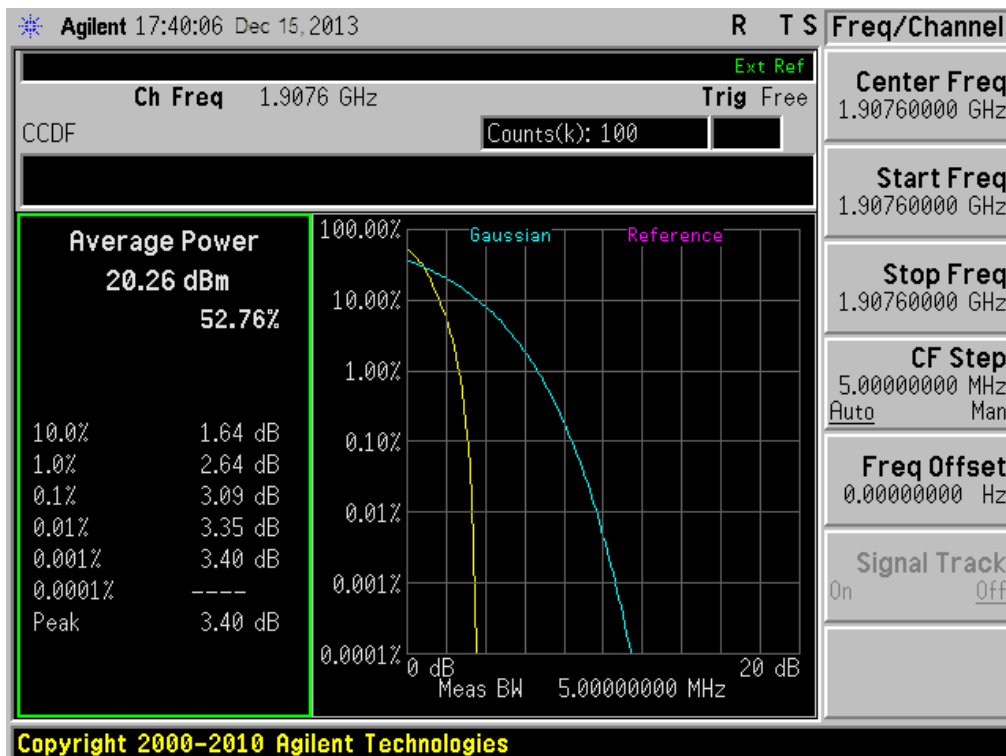 Agilent 17:40:06 Dec 15, 2013 R T S
Freq/Channel
Ext Ref
Ch Freq 1.9076 GHz Trig Free
CCDF Counts(k): 100
Average Power
20.26 dBm
52.76%
10.0% 1.64 dB
1.0% 2.64 dB
0.1% 3.09 dB
0.01% 3.35 dB
0.001% 3.40 dB
0.0001% ----
Peak 3.40 dB
Gaussian Reference
100.00%
10.00%
1.00%
0.10%
0.01%
0.001%
0.0001%
0 dB 20 dB
Meas BW 5.00000000 MHz
Center Freq
1.90760000 GHz
Start Freq
1.90760000 GHz
Stop Freq
1.90760000 GHz
CF Step
5.00000000 MHz
Auto Man
Freq Offset
0.00000000 Hz
Signal Track
On Off
Copyright 2000-2010 Agilent Technologies